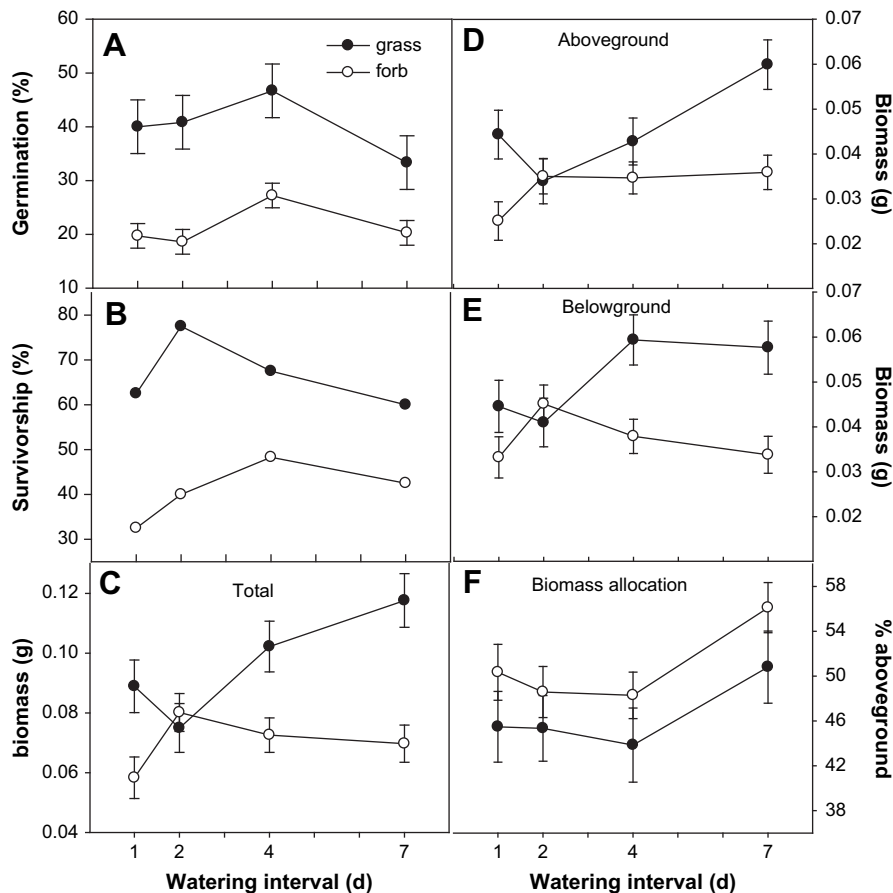 A
grass
forb
Germination (%)
60
50
40
30
20
10
D
Aboveground
Biomass (g)
0.07
0.06
0.05
0.04
0.03
0.02
B
Survivorship (%)
80
70
60
50
40
30
E
Belowground
Biomass (g)
0.07
0.06
0.05
0.04
0.03
0.02
C
Total
biomass (g)
0.12
0.10
0.08
0.06
0.04
1 2 4 7
Watering interval (d)
F
Biomass allocation
% aboveground
58
56
50
46
42
38
1 2 4 7
Watering interval (d)